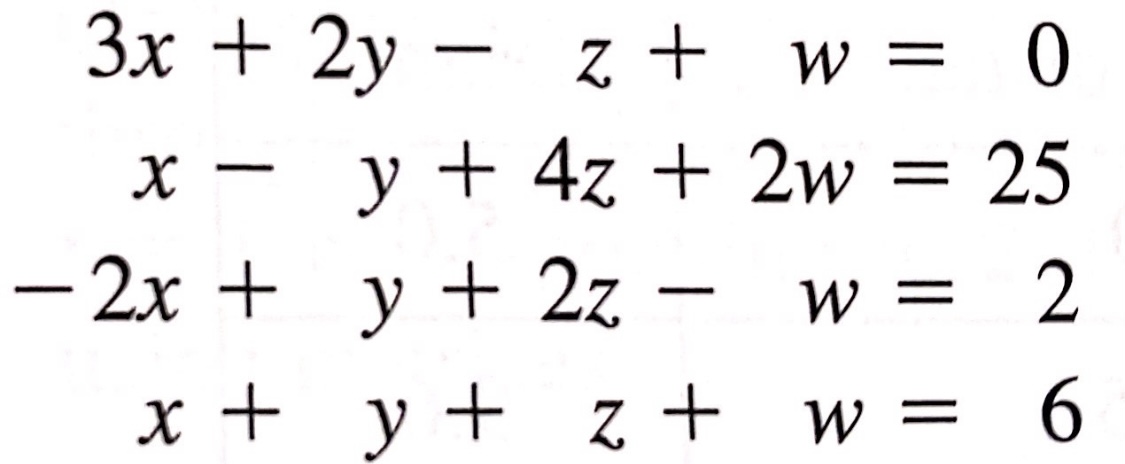 3x + 2y − z + w = 0
x − y + 4z + 2w = 25
−2x + y + 2z − w = 2
x + y + z + w = 6